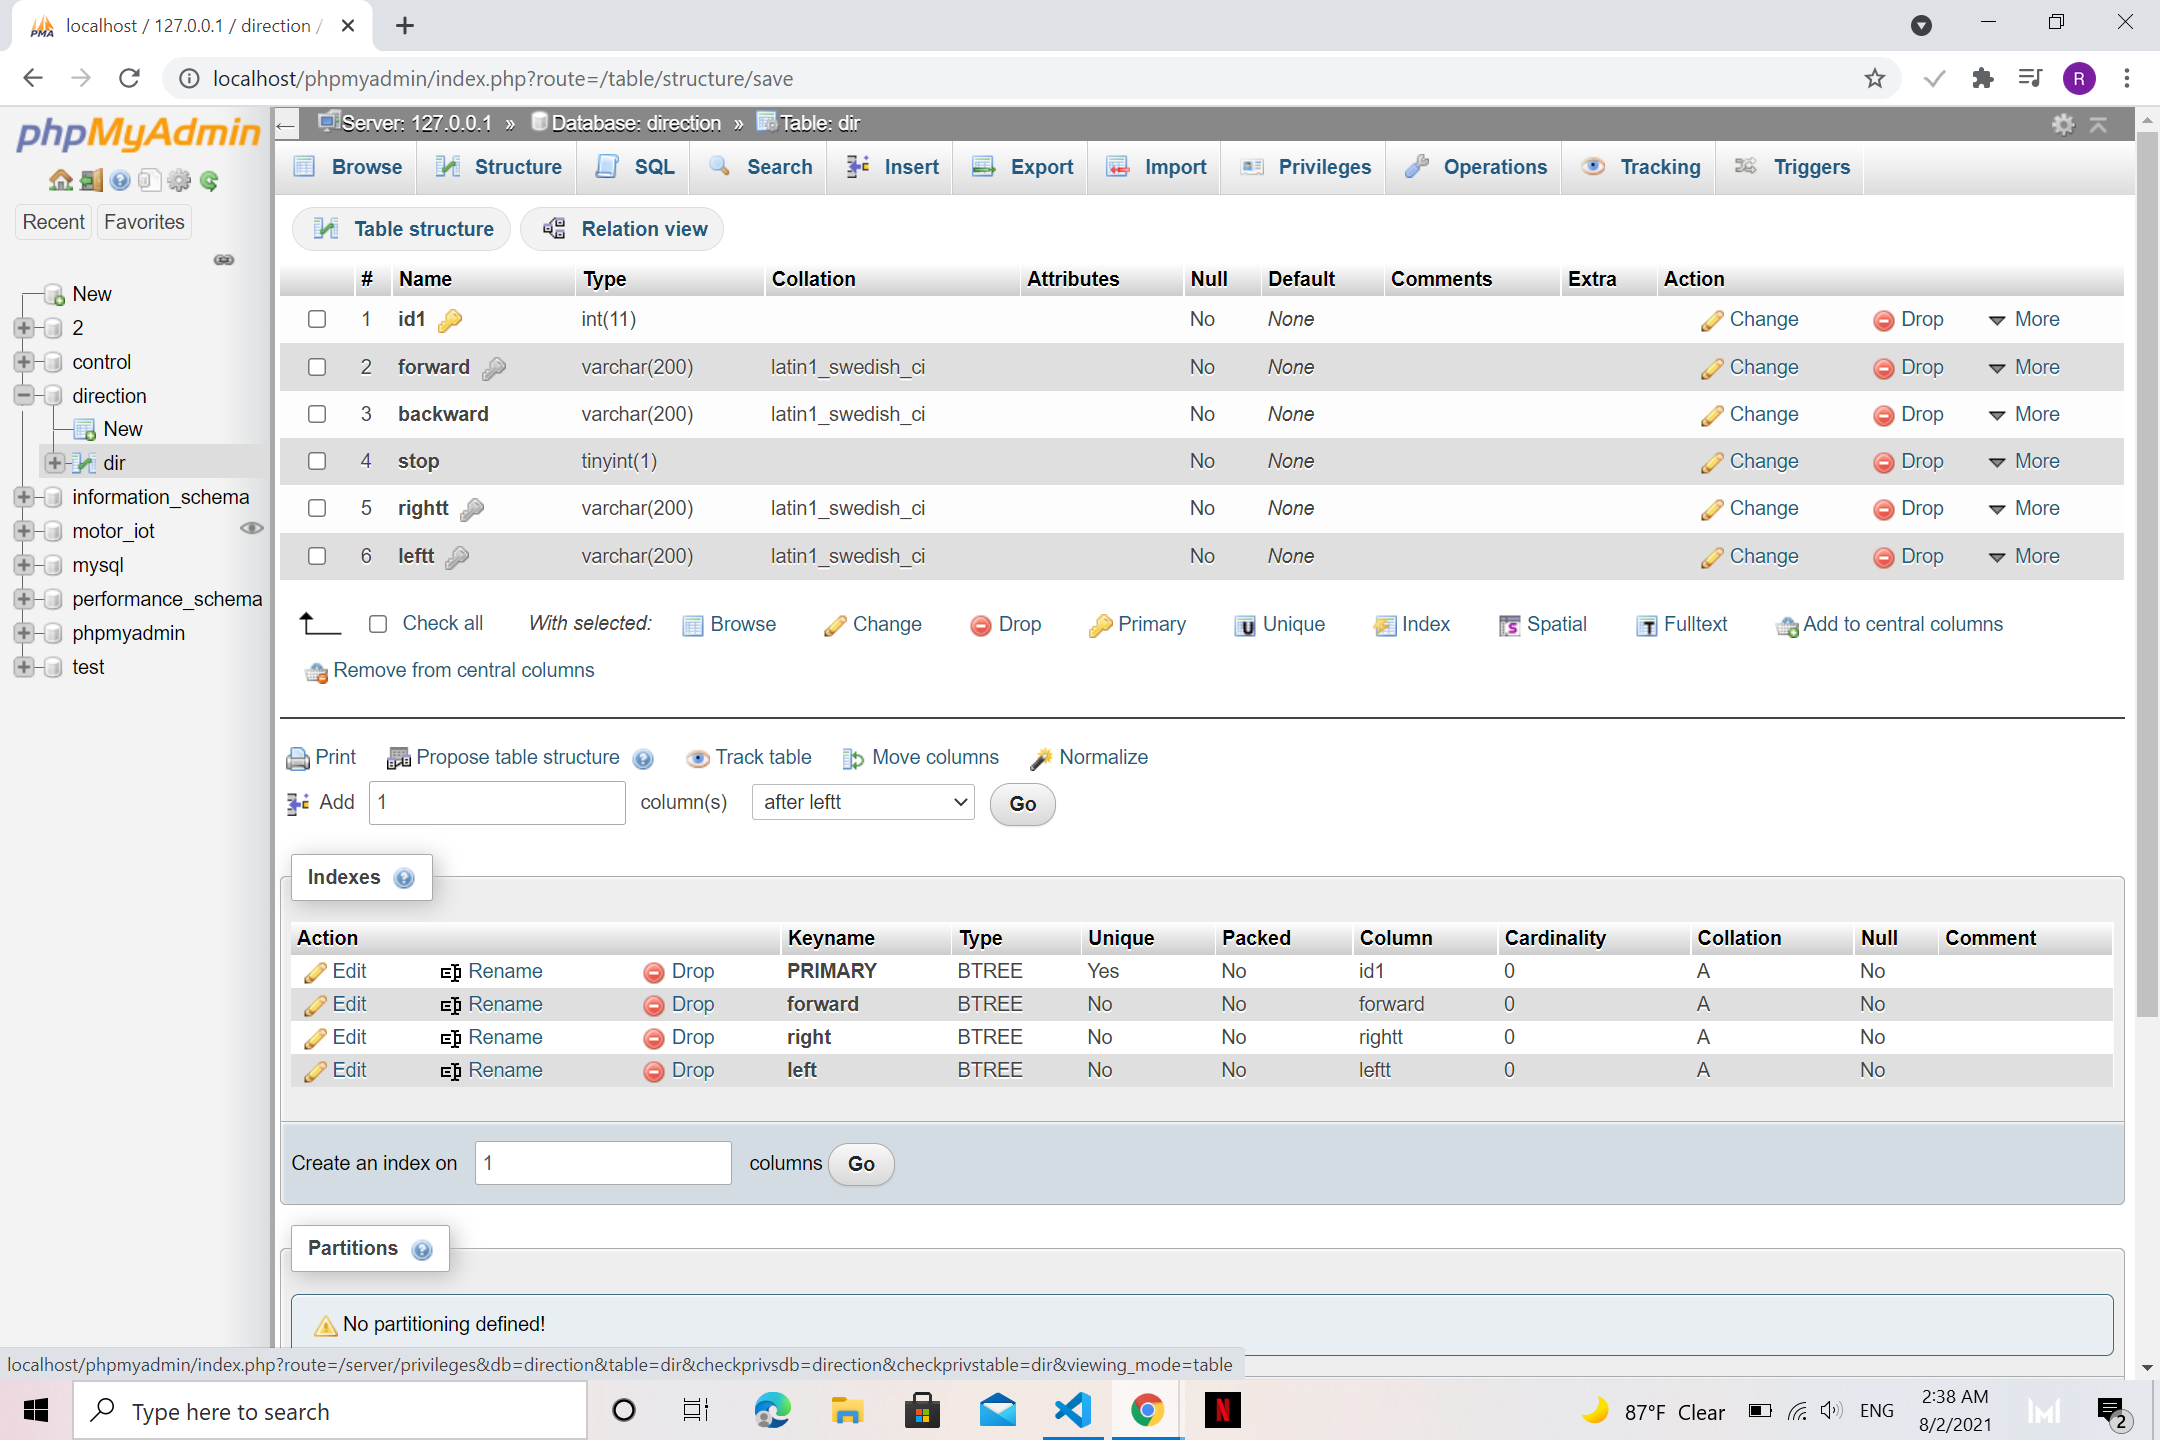 localhost / 127.0.0.1 / direction /
localhost/phpmyadmin/index.php?route=/table/structure/save
R
phpMyAdmin
Recent Favorites
New
2
control
direction
New
dir
information_schema
motor_iot
mysql
performance_schema
phpmyadmin
test
Server: 127.0.0.1 » Database: direction » Table: dir
Browse Structure SQL Search Insert Export Import Privileges Operations Tracking Triggers
Table structure Relation view
# Name Type Collation Attributes Null Default Comments Extra Action
1 id1 int(11) No None Change Drop More
2 forward varchar(200) latin1_swedish_ci No None Change Drop More
3 backward varchar(200) latin1_swedish_ci No None Change Drop More
4 stop tinyint(1) No None Change Drop More
5 rightt varchar(200) latin1_swedish_ci No None Change Drop More
6 leftt varchar(200) latin1_swedish_ci No None Change Drop More
Check all With selected: Browse Change Drop Primary Unique Index Spatial Fulltext Add to central columns
Remove from central columns
Print Propose table structure Track table Move columns Normalize
Add 1 column(s) after leftt Go
Indexes
Action Keyname Type Unique Packed Column Cardinality Collation Null Comment
Edit Rename Drop PRIMARY BTREE Yes No id1 0 A No
Edit Rename Drop forward BTREE No No forward 0 A No
Edit Rename Drop right BTREE No No rightt 0 A No
Edit Rename Drop left BTREE No No leftt 0 A No
Create an index on 1 columns Go
Partitions
No partitioning defined!
localhost/phpmyadmin/index.php?route=/server/privileges&db=direction&table=dir&checkprivsdb=direction&checkprivstable=dir&viewing_mode=table
Type here to search
87°F Clear
ENG
2:38 AM
8/2/2021
2